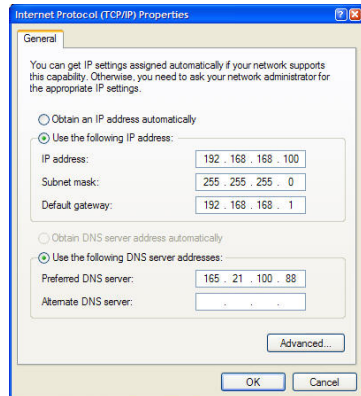 Internet Protocol (TCP/IP) Properties
General
You can get IP settings assigned automatically if your network supports
this capability. Otherwise, you need to ask your network administrator for
the appropriate IP settings.
Obtain an IP address automatically
Use the following IP address:
IP address: 192 . 168 . 168 . 100
Subnet mask: 255 . 255 . 255 . 0
Default gateway: 192 . 168 . 168 . 1
Obtain DNS server address automatically
Use the following DNS server addresses:
Preferred DNS server: 165 . 21 . 100 . 88
Alternate DNS server: . . .
Advanced...
OK Cancel